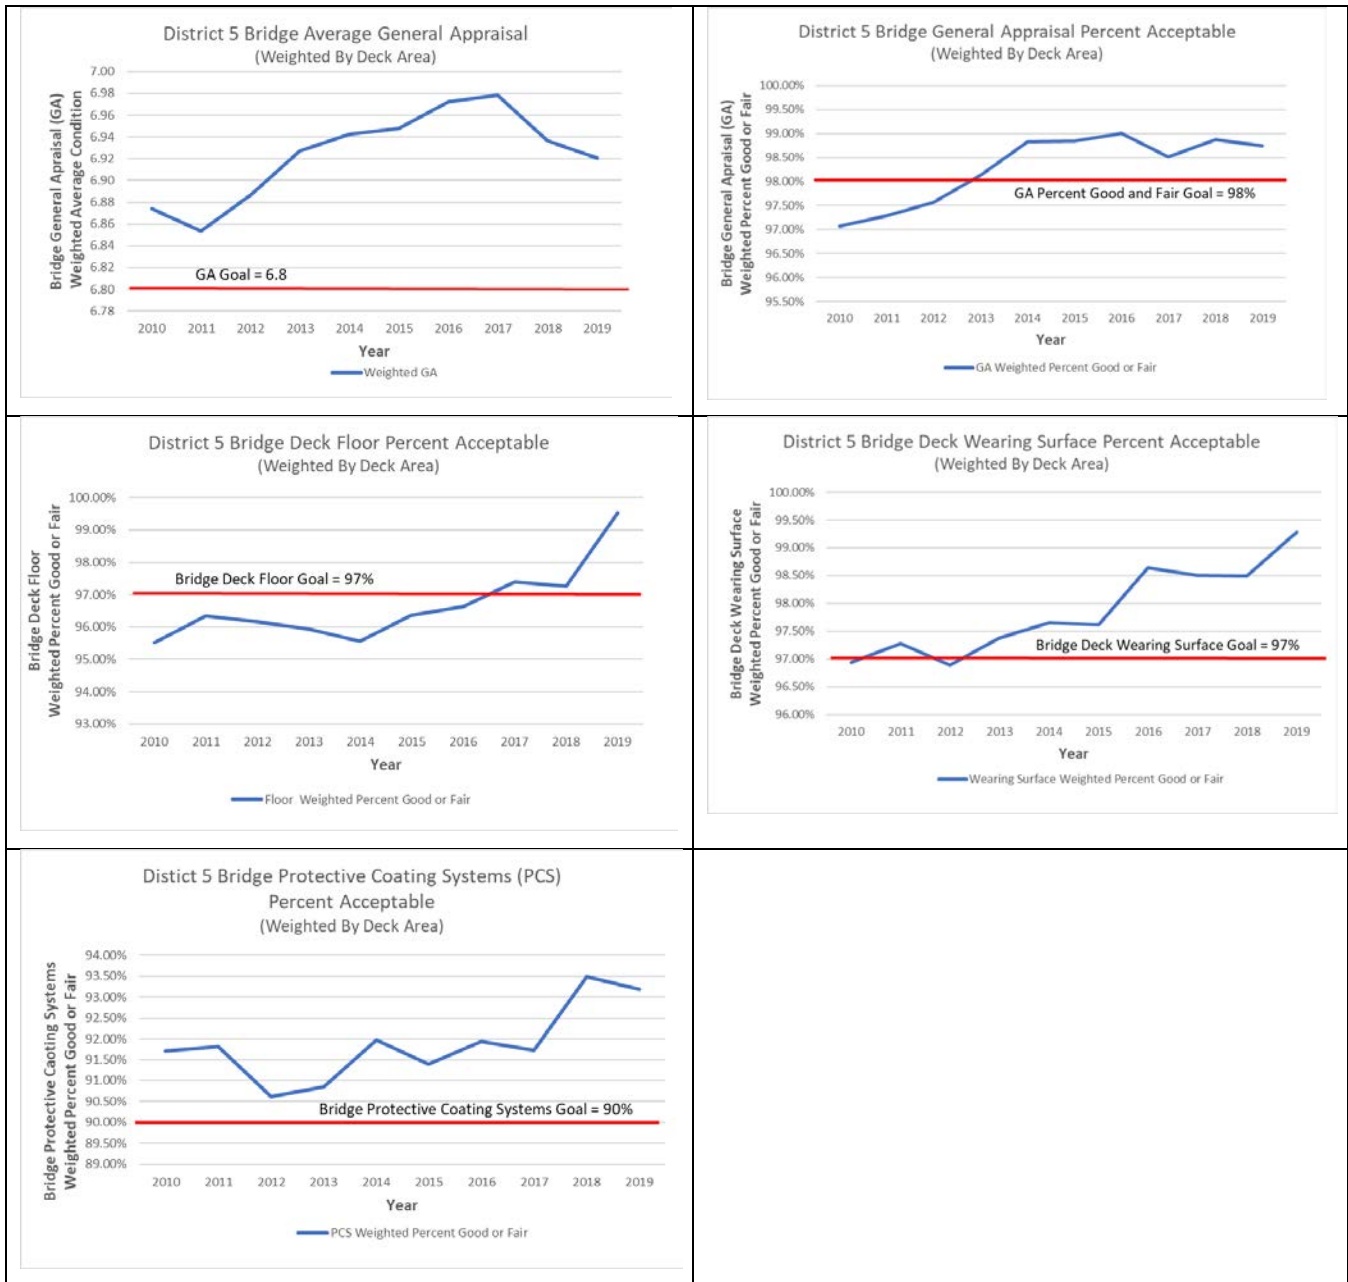 District 5 Bridge Average General Appraisal
(Weighted By Deck Area)
Bridge General Apraisal (GA)
Weighted Average Condition
7.00
6.98
6.96
6.94
6.92
6.90
6.88
6.86
6.84
6.82
6.80
6.78
GA Goal = 6.8
2010 2011 2012 2013 2014 2015 2016 2017 2018 2019
Year
Weighted GA
District 5 Bridge General Appraisal Percent Acceptable
(Weighted By Deck Area)
Bridge General Apraisal (GA)
Weighted Percent Good or Fair
100.00%
99.50%
99.00%
98.50%
98.00%
97.50%
97.00%
96.50%
96.00%
95.50%
GA Percent Good and Fair Goal = 98%
2010 2011 2012 2013 2014 2015 2016 2017 2018 2019
Year
GA Weighted Percent Good or Fair
District 5 Bridge Deck Floor Percent Acceptable
(Weighted By Deck Area)
Bridge Deck Floor
Weighted Percent Good or Fair
100.00%
99.00%
98.00%
97.00%
96.00%
95.00%
94.00%
93.00%
Bridge Deck Floor Goal = 97%
2010 2011 2012 2013 2014 2015 2016 2017 2018 2019
Year
Floor Weighted Percent Good or Fair
District 5 Bridge Deck Wearing Surface Percent Acceptable
(Weighted By Deck Area)
Bridge Deck Wearing Surface
Weighted Percent Good or Fair
100.00%
99.50%
99.00%
98.50%
98.00%
97.50%
97.00%
96.50%
96.00%
Bridge Deck Wearing Surface Goal = 97%
2010 2011 2012 2013 2014 2015 2016 2017 2018 2019
Year
Wearing Surface Weighted Percent Good or Fair
Distict 5 Bridge Protective Coating Systems (PCS)
Percent Acceptable
(Weighted By Deck Area)
Bridge Protective Caoting Systems
Weighted Percent Good or Fair
94.00%
93.50%
93.00%
92.00%
91.50%
91.00%
90.50%
90.00%
89.50%
89.00%
Bridge Protective Coating Systems Goal = 90%
2010 2011 2012 2013 2014 2015 2016 2017 2018 2019
Year
PCS Weighted Percent Good or Fair